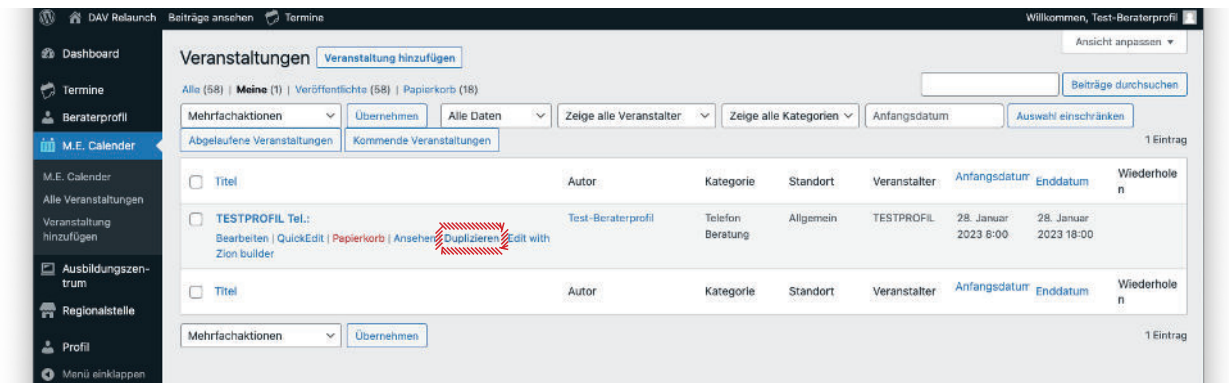 DAV Relaunch Beiträge ansehen Termine Willkommen, Test-Beraterprofil
Dashboard
Termine
Beraterprofil
M.E. Calender
M.E. Calender
Alle Veranstaltungen
Veranstaltung
hinzufügen
Ausbildungszen-
trum
Regionalstelle
Profil
Menü einklappen
Ansicht anpassen
Veranstaltungen Veranstaltung hinzufügen
Alle (58) | Meine (1) | Veröffentlichte (58) | Papierkorb (18)
Beiträge durchsuchen
Mehrfachaktionen Übernehmen Alle Daten Zeige alle Veranstalter Zeige alle Kategorien Anfangsdatum Auswahl einschränken
Abgelaufene Veranstaltungen Kommende Veranstaltungen 1 Eintrag
Titel Autor Kategorie Standort Veranstalter Anfangsdatum Enddatum Wiederhole
n
TESTPROFIL Tel.: Test-Beraterprofil Telefon Allgemein TESTPROFIL 28. Januar 28. Januar
Beratung 2023 6:00 2023 18:00
Bearbeiten | QuickEdit | Papierkorb | Ansehen Duplizieren Edit with
Zion builder
Titel Autor Kategorie Standort Veranstalter Anfangsdatum Enddatum Wiederhole
n
Mehrfachaktionen Übernehmen 1 Eintrag